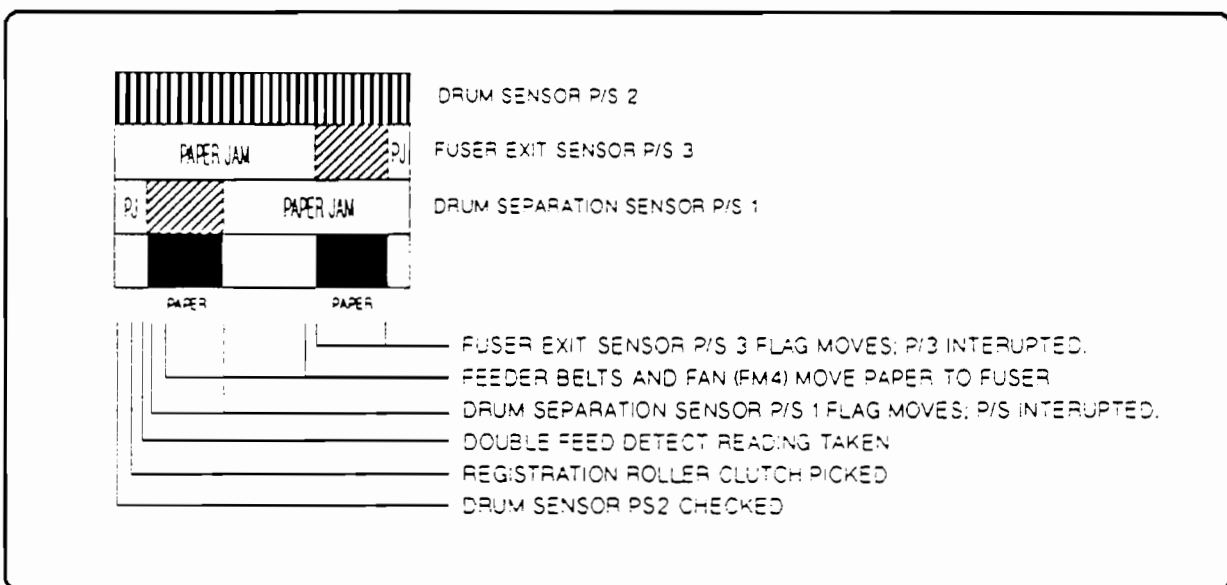 DRUM SENSOR P/S 2
PAPER JAM
PJ
FUSER EXIT SENSOR P/S 3
PJ
PAPER JAM
DRUM SEPARATION SENSOR P/S 1
PAPER
PAPER
FUSER EXIT SENSOR P/S 3 FLAG MOVES; P/3 INTERUPTED.
FEEDER BELTS AND FAN (FM4) MOVE PAPER TO FUSER
DRUM SEPARATION SENSOR P/S 1 FLAG MOVES; P/S INTERUPTED.
DOUBLE FEED DETECT READING TAKEN
REGISTRATION ROLLER CLUTCH PICKED
DRUM SENSOR PS2 CHECKED